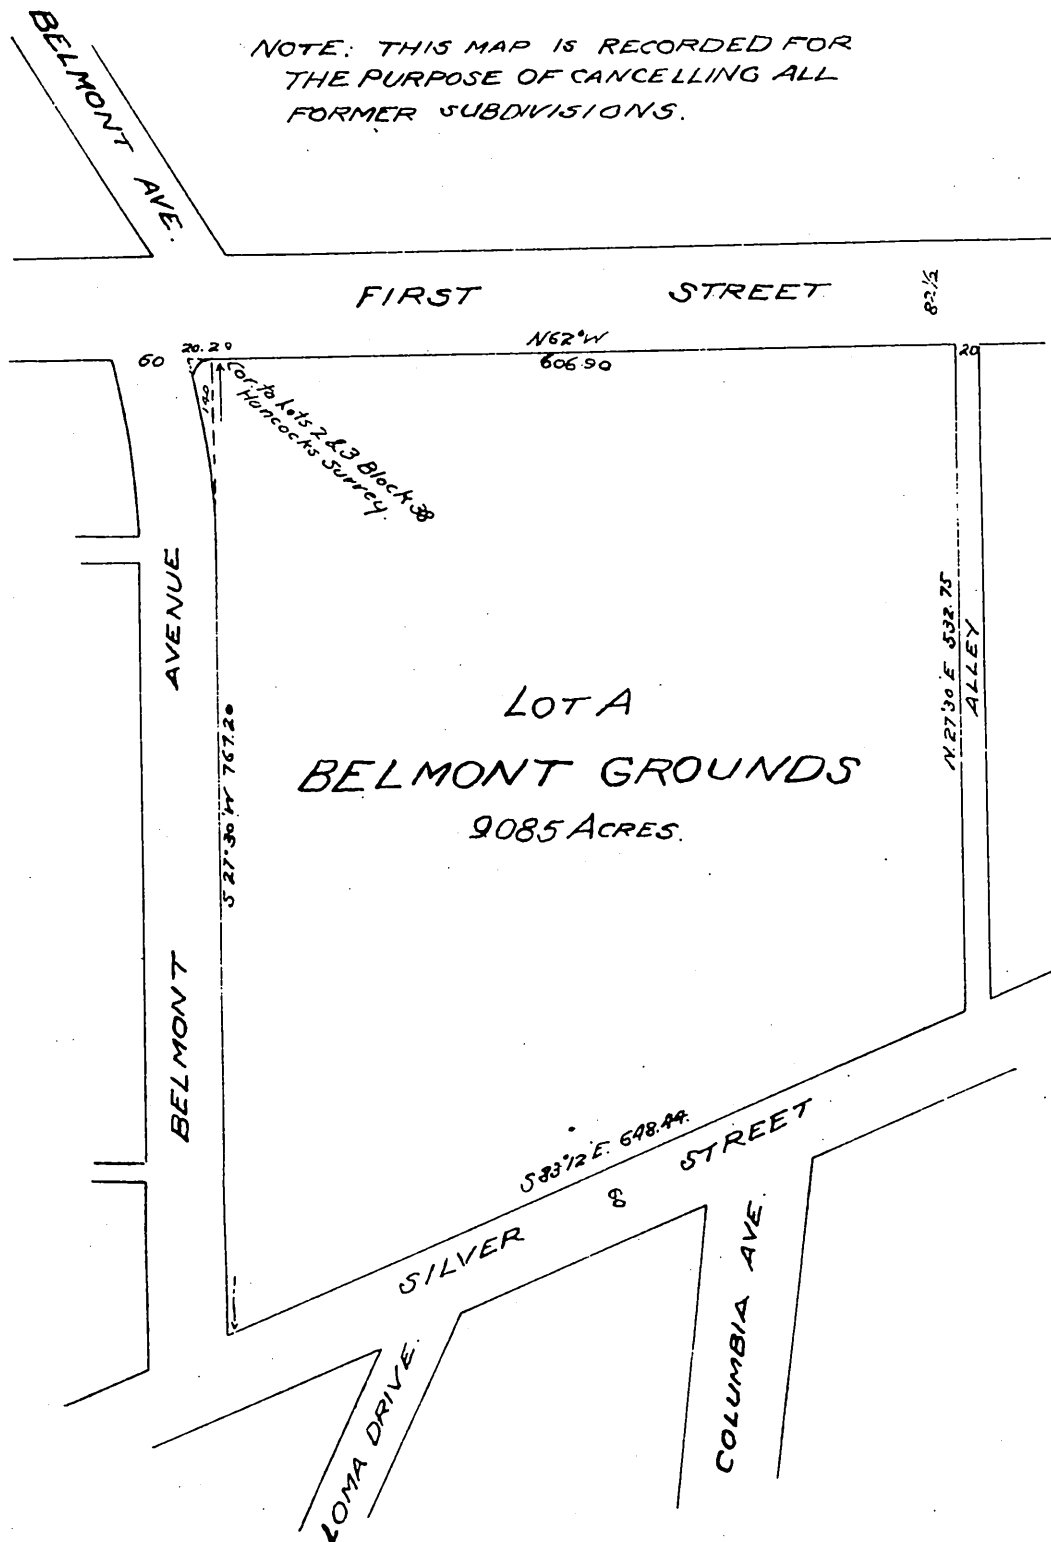 BELMONT AVE.
NOTE: THIS MAP IS RECORDED FOR
THE PURPOSE OF CANCELLING ALL
FORMER SUBDIVISIONS.
FIRST STREET
82½
60
20.20
N62°W
606.90
20
140
Cor. to Lots 2 & 3 Block 38
Hancocks Survey.
BELMONT AVENUE
S 27°30'W 767.20
N.27°30'E 532.75
ALLEY
LOT A
BELMONT GROUNDS
9.085 ACRES.
S83°12'E. 648.44.
SILVER STREET
LOMA DRIVE.
COLUMBIA AVE.